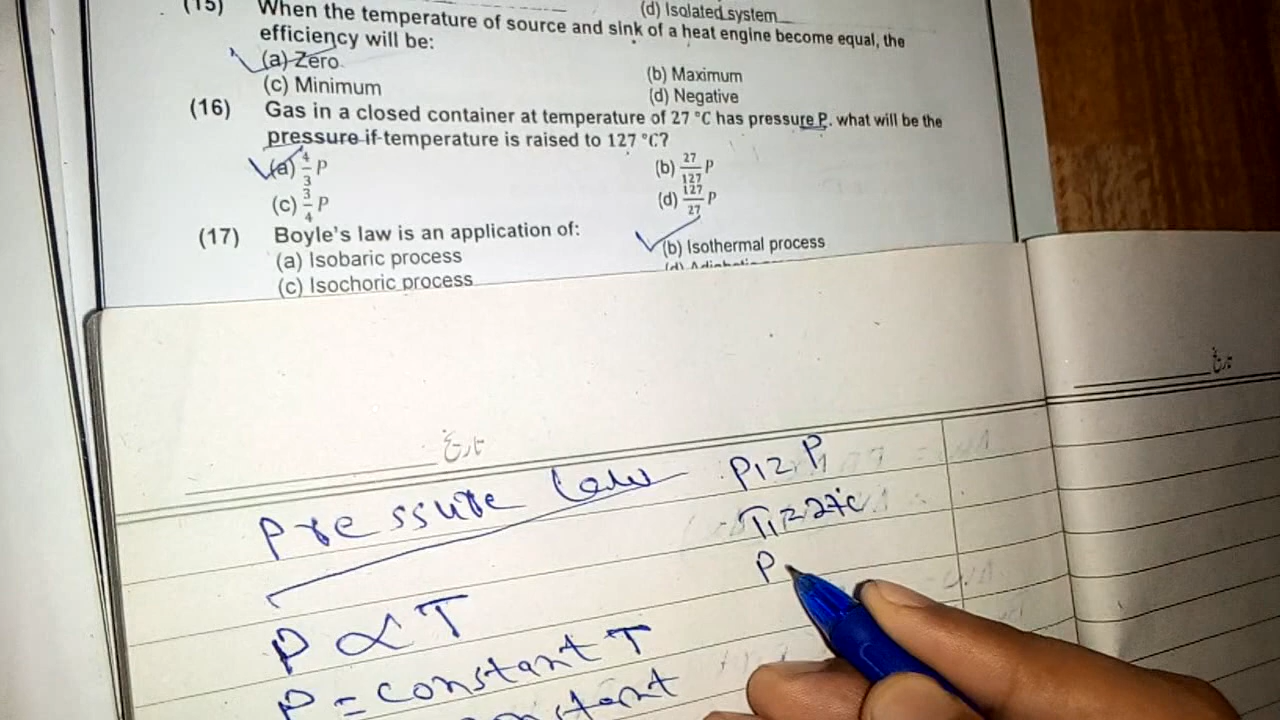 (15) When the temperature of source and sink of a heat engine become equal, the
(d) Isolated system
efficiency will be:
(a) Zero
(b) Maximum
(c) Minimum
(d) Negative
(16) Gas in a closed container at temperature of 27 °C has pressure P. what will be the
pressure if temperature is raised to 127 °C?
(a) 4/3 P
(b) 27/127 P
(c) 3/4 P
(d) 127/27 P
(17) Boyle's law is an application of:
(a) Isobaric process
(b) Isothermal process
(c) Isochoric process
تاریخ
تاریخ
Pressure law
P1 = P
T1 = 27°C
P
P ∝ T
P = constant T